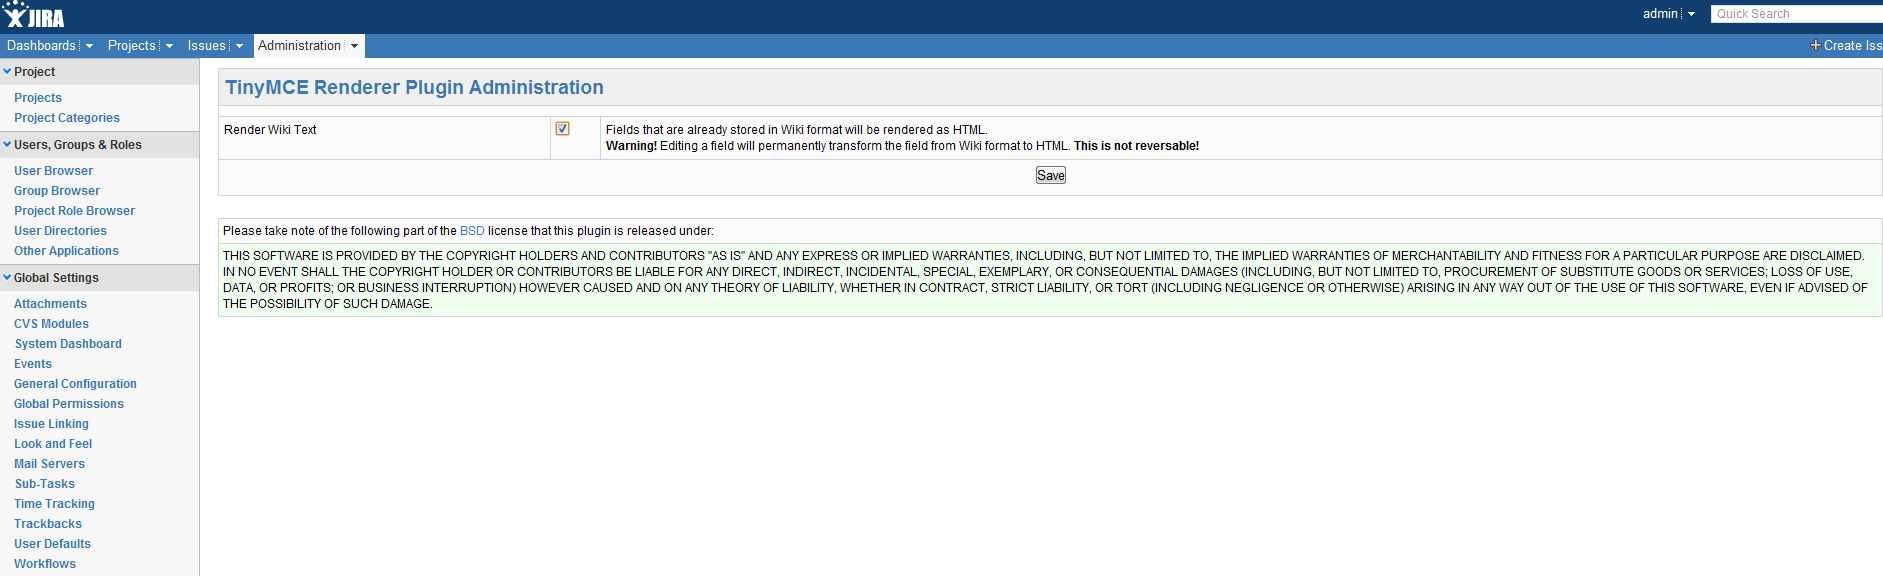 JIRA
admin
Quick Search
Dashboards
Projects
Issues
Administration
Create Iss
Project
Projects
Project Categories
Users, Groups & Roles
User Browser
Group Browser
Project Role Browser
User Directories
Other Applications
Global Settings
Attachments
CVS Modules
System Dashboard
Events
General Configuration
Global Permissions
Issue Linking
Look and Feel
Mail Servers
Sub-Tasks
Time Tracking
Trackbacks
User Defaults
Workflows
TinyMCE Renderer Plugin Administration
Render Wiki Text
Fields that are already stored in Wiki format will be rendered as HTML.
Warning! Editing a field will permanently transform the field from Wiki format to HTML. This is not reversable!
Save
Please take note of the following part of the BSD license that this plugin is released under:
THIS SOFTWARE IS PROVIDED BY THE COPYRIGHT HOLDERS AND CONTRIBUTORS "AS IS" AND ANY EXPRESS OR IMPLIED WARRANTIES, INCLUDING, BUT NOT LIMITED TO, THE IMPLIED WARRANTIES OF MERCHANTABILITY AND FITNESS FOR A PARTICULAR PURPOSE ARE DISCLAIMED.
IN NO EVENT SHALL THE COPYRIGHT HOLDER OR CONTRIBUTORS BE LIABLE FOR ANY DIRECT, INDIRECT, INCIDENTAL, SPECIAL, EXEMPLARY, OR CONSEQUENTIAL DAMAGES (INCLUDING, BUT NOT LIMITED TO, PROCUREMENT OF SUBSTITUTE GOODS OR SERVICES; LOSS OF USE,
DATA, OR PROFITS; OR BUSINESS INTERRUPTION) HOWEVER CAUSED AND ON ANY THEORY OF LIABILITY, WHETHER IN CONTRACT, STRICT LIABILITY, OR TORT (INCLUDING NEGLIGENCE OR OTHERWISE) ARISING IN ANY WAY OUT OF THE USE OF THIS SOFTWARE, EVEN IF ADVISED OF
THE POSSIBILITY OF SUCH DAMAGE.